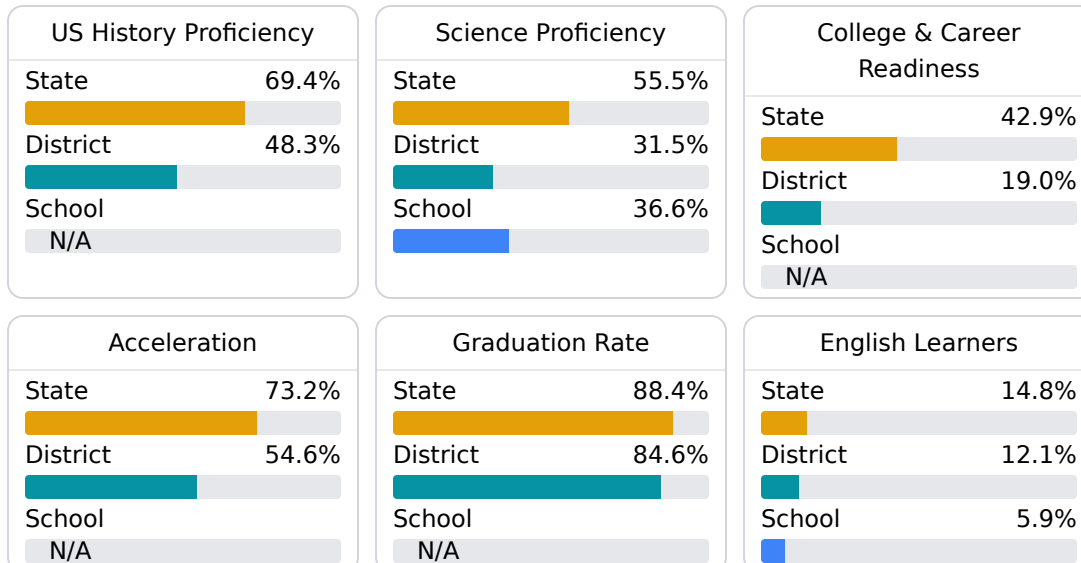 US History Proficiency
State 69.4%
District 48.3%
School
N/A
Science Proficiency
State 55.5%
District 31.5%
School 36.6%
College & Career
Readiness
State 42.9%
District 19.0%
School
N/A
Acceleration
State 73.2%
District 54.6%
School
N/A
Graduation Rate
State 88.4%
District 84.6%
School
N/A
English Learners
State 14.8%
District 12.1%
School 5.9%